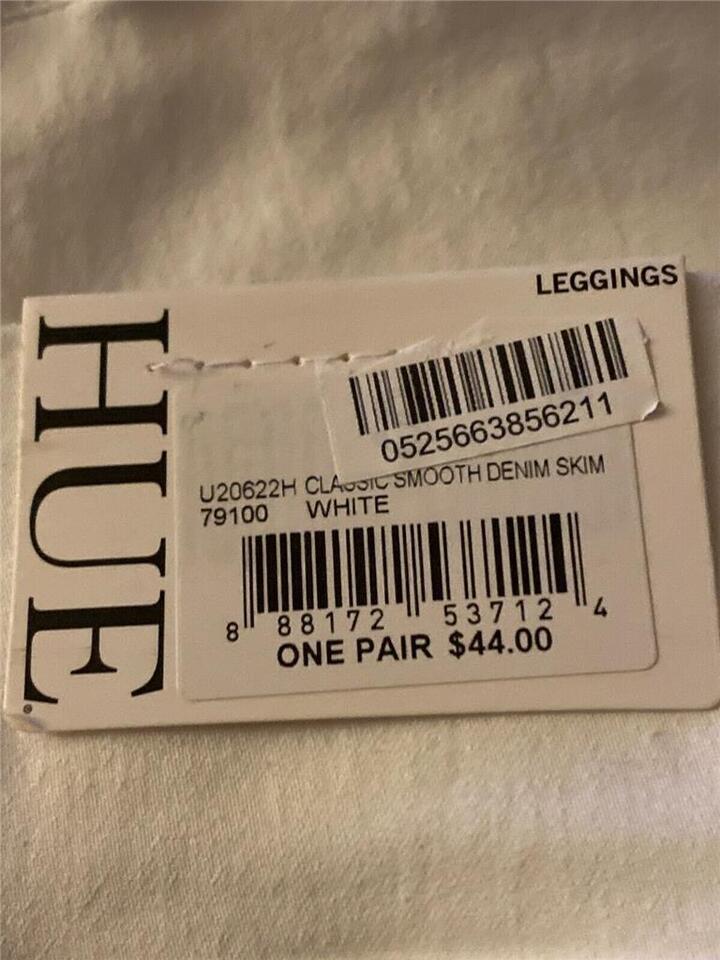 LEGGINGS
HUE
0525663856211
U20622H CLASSIC SMOOTH DENIM SKIM
79100 WHITE
8 88172 53712 4
ONE PAIR $44.00